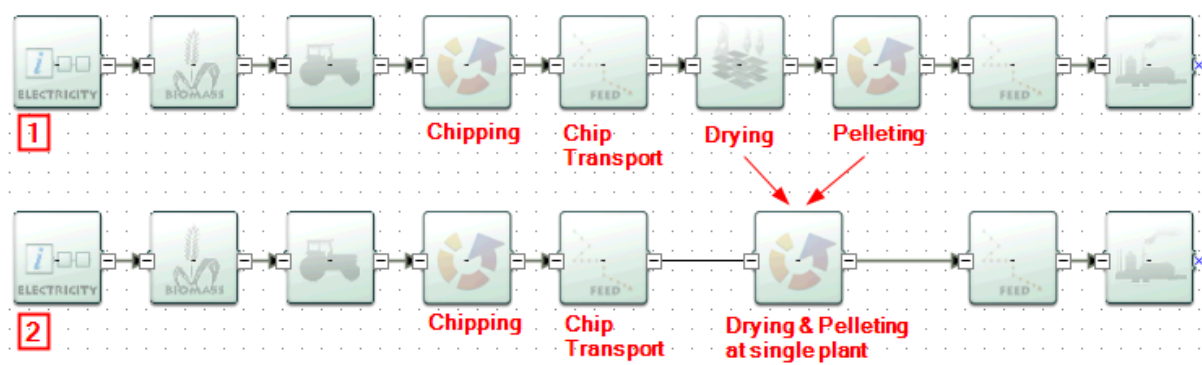 ELECTRICITY BIOMASS FEED FEED
1 Chipping Chip Drying Pelleting
Transport
ELECTRICITY BIOMASS FEED FEED
2 Chipping Chip Drying & Pelleting
Transport at single plant